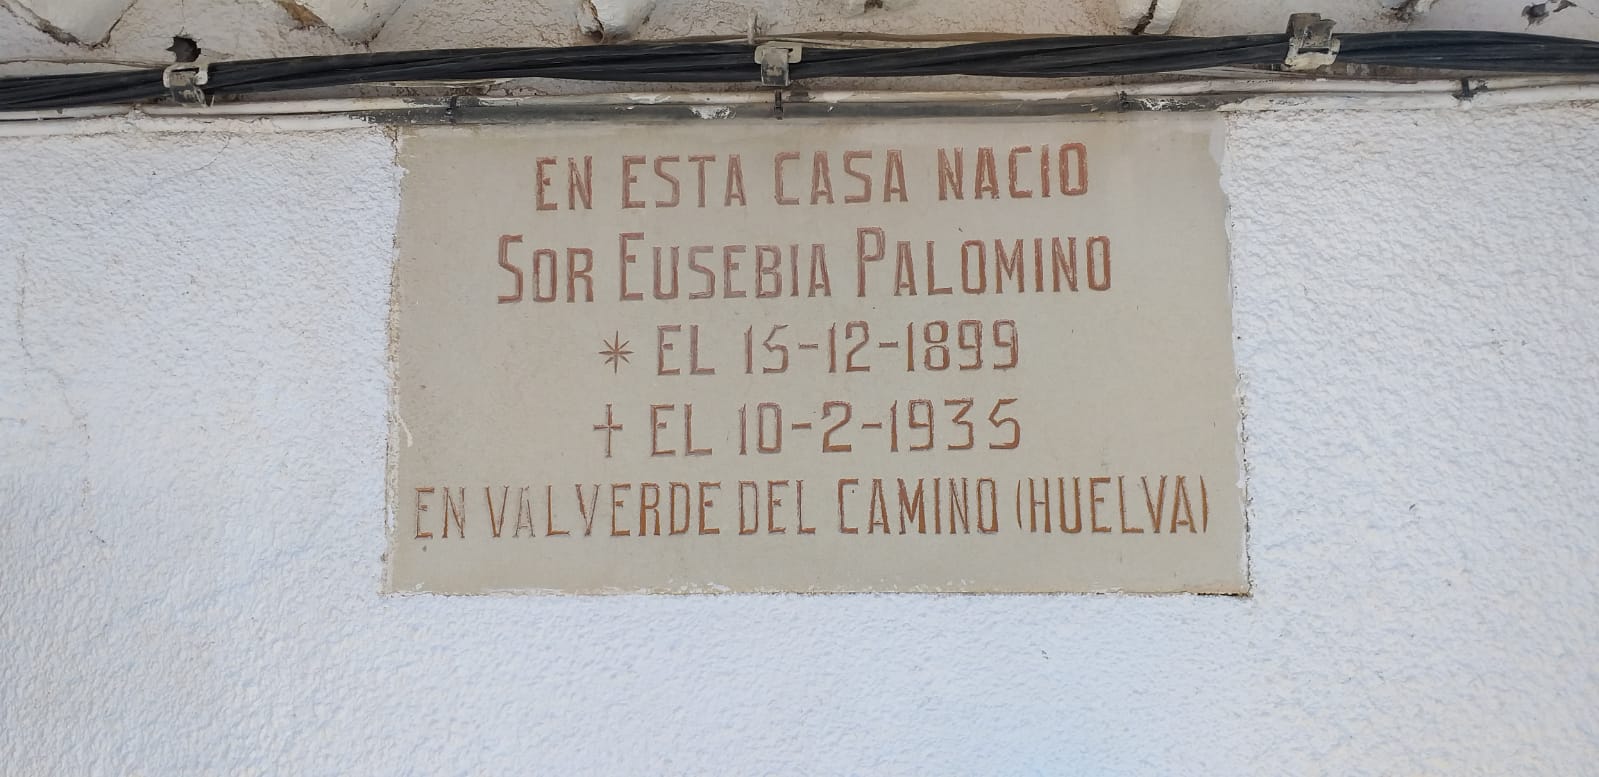 EN ESTA CASA NACIO
SOR EUSEBIA PALOMINO
* EL 15-12-1899
† EL 10-2-1935
EN VALVERDE DEL CAMINO (HUELVA)